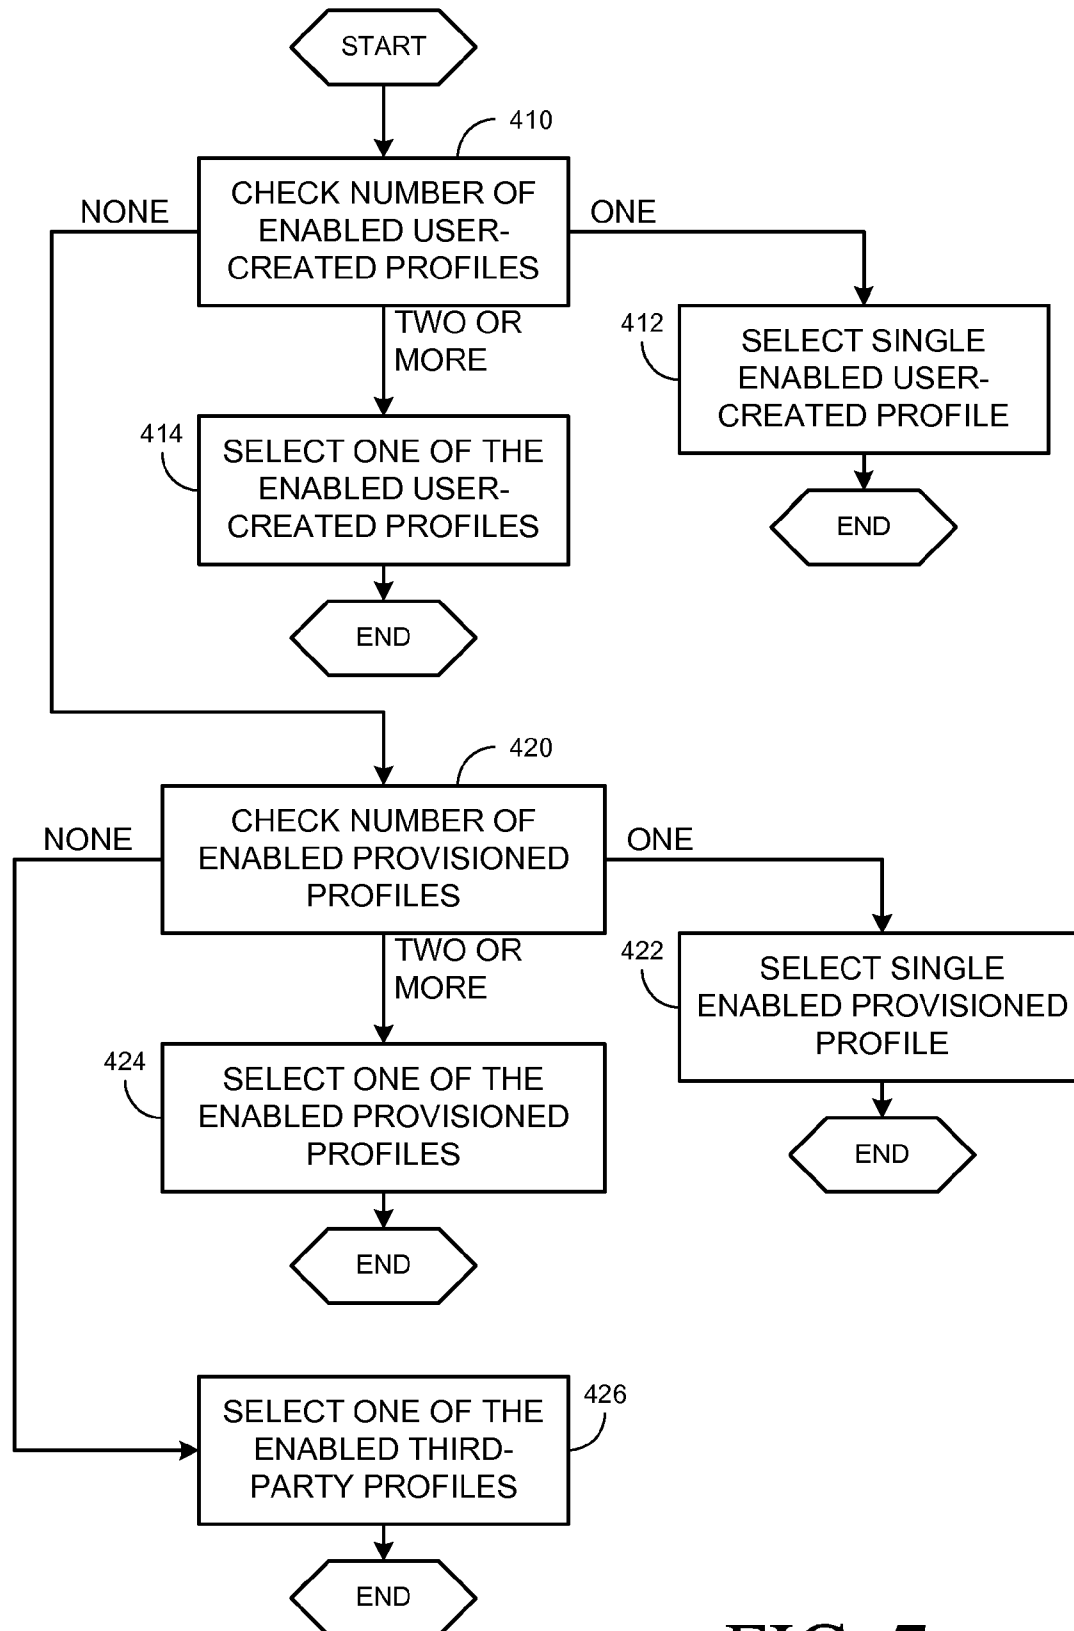 START
410
CHECK NUMBER OF
ENABLED USER-
CREATED PROFILES
NONE
ONE
TWO OR
MORE
412
SELECT SINGLE
ENABLED USER-
CREATED PROFILE
END
414
SELECT ONE OF THE
ENABLED USER-
CREATED PROFILES
END
420
CHECK NUMBER OF
ENABLED PROVISIONED
PROFILES
NONE
ONE
TWO OR
MORE
422
SELECT SINGLE
ENABLED PROVISIONED
PROFILE
END
424
SELECT ONE OF THE
ENABLED PROVISIONED
PROFILES
END
426
SELECT ONE OF THE
ENABLED THIRD-
PARTY PROFILES
END